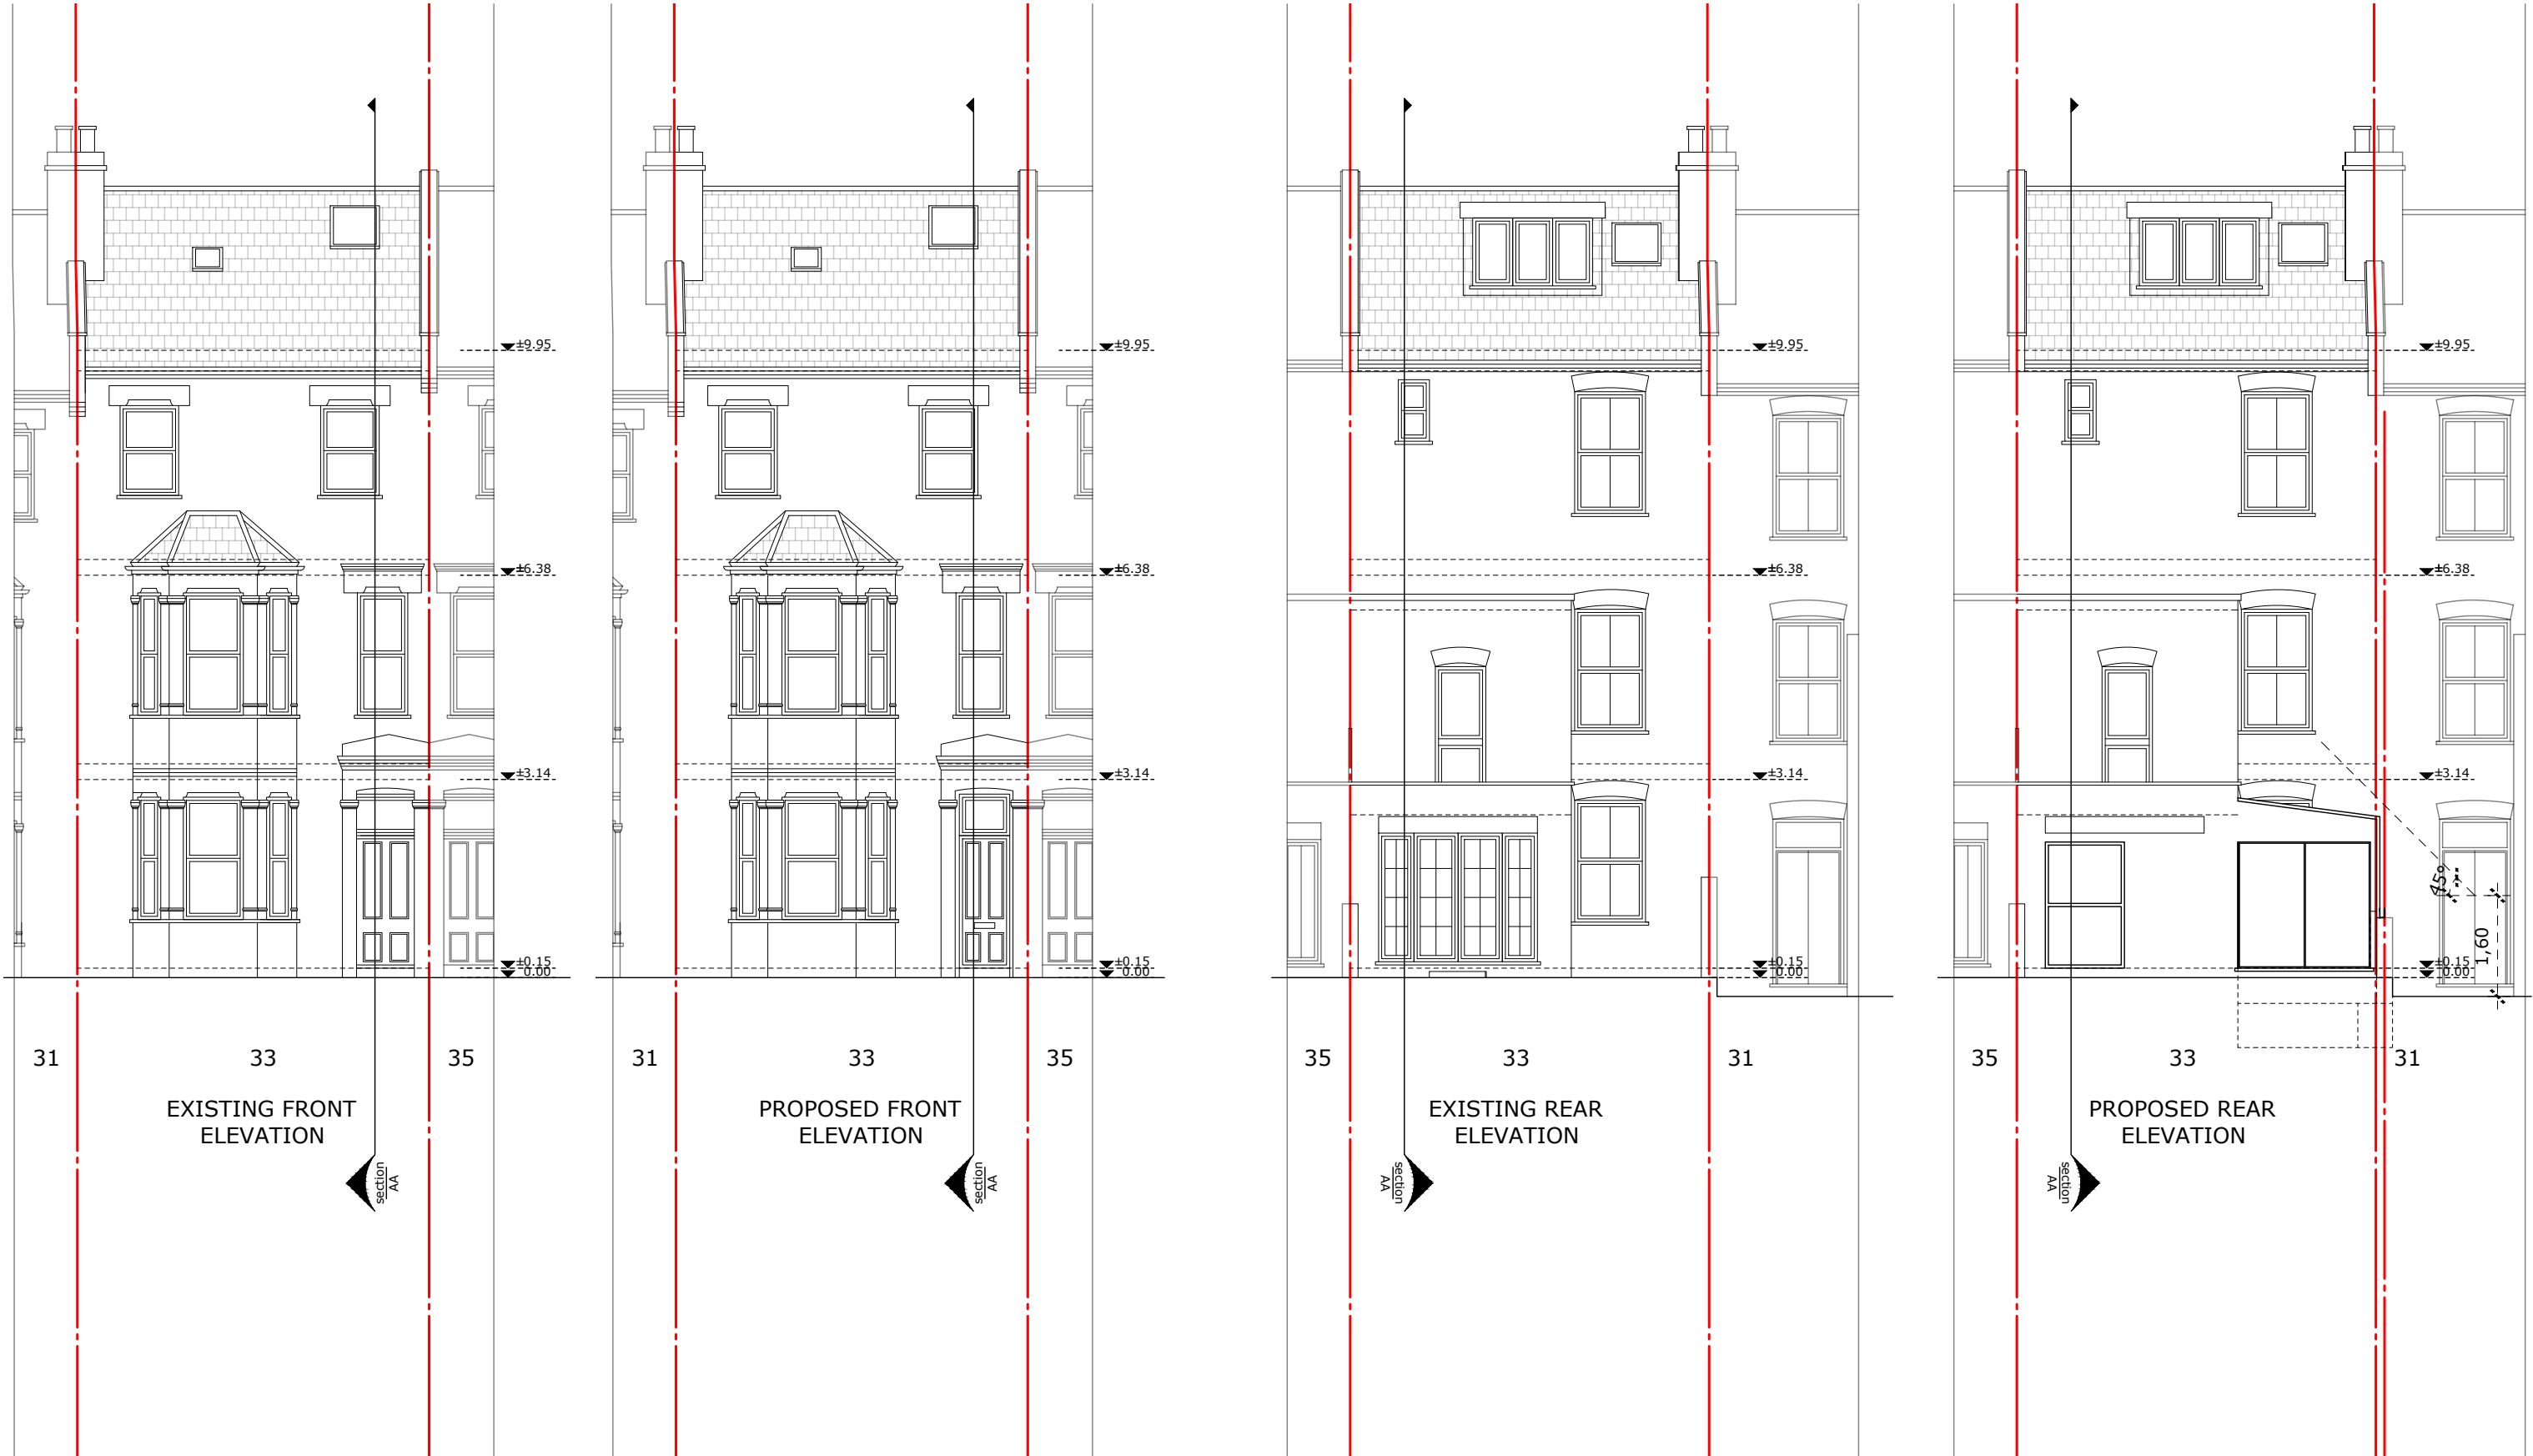 ±9.95
±6.38
±3.14
±0.15
0.00
31
33
35
EXISTING FRONT
ELEVATION
section
AA
±9.95
±6.38
±3.14
±0.15
0.00
31
33
35
PROPOSED FRONT
ELEVATION
section
AA
±9.95
±6.38
±3.14
±0.15
0.00
35
33
31
EXISTING REAR
ELEVATION
section
AA
±9.95
±6.38
±3.14
45°
1,60
±0.15
0.00
35
33
31
PROPOSED REAR
ELEVATION
section
AA